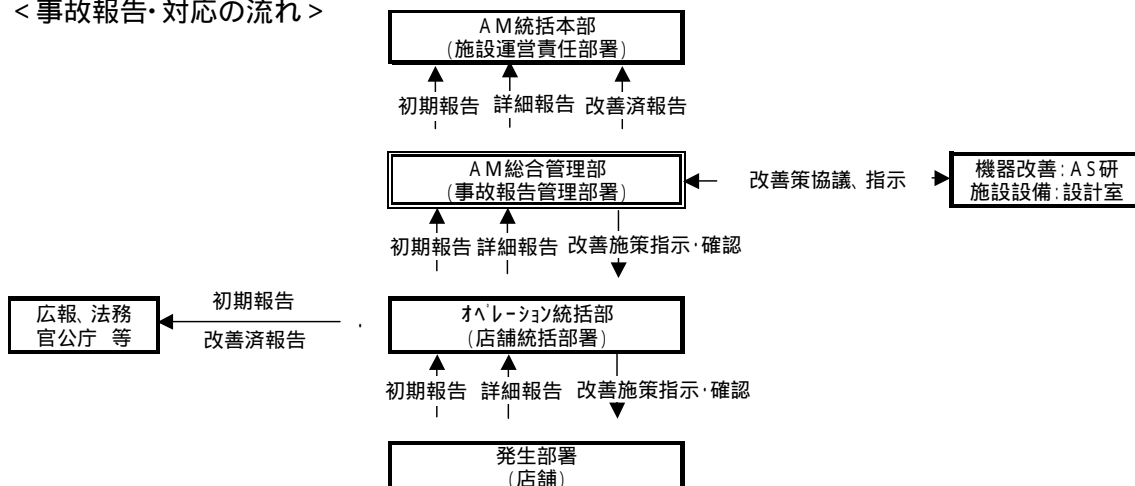 <事故報告・対応の流れ>
AM統括本部
(施設運営責任部署)
初期報告 詳細報告 改善済報告
AM総合管理部
(事故報告管理部署)
改善策協議、指示
機器改善:AS研
施設設備:設計室
初期報告 詳細報告 改善施策指示・確認
広報、法務
官公庁 等
初期報告
改善済報告
オペレーション統括部
(店舗統括部署)
初期報告 詳細報告 改善施策指示・確認
発生部署
(店舗)